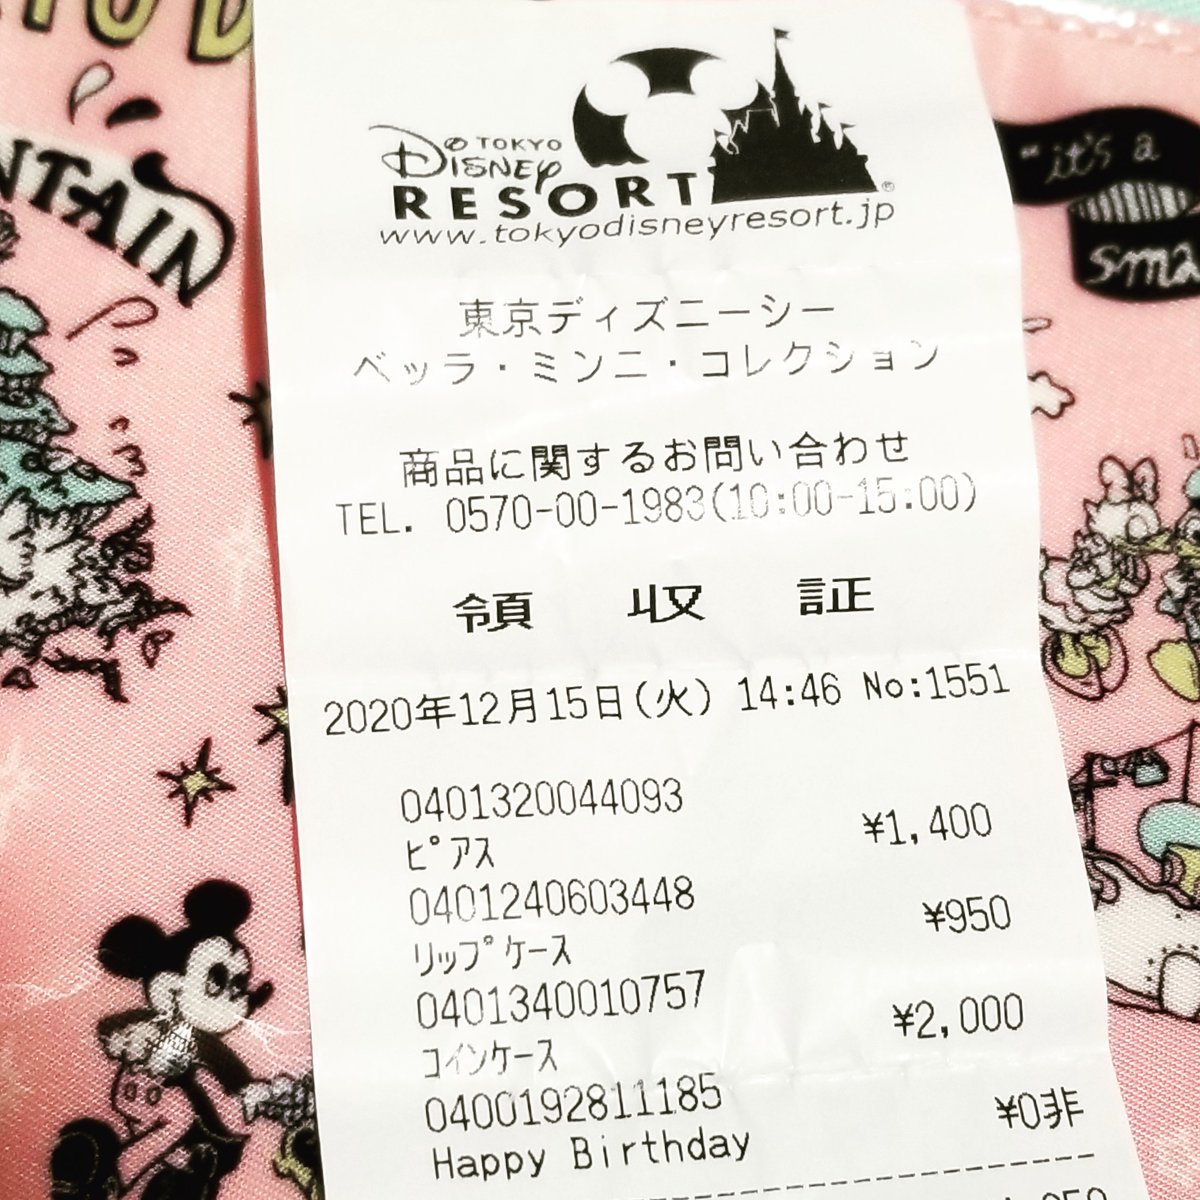 TOKYO
Disney
RESORT®
www.tokyodisneyresort.jp
東京ディズニーシー
ベッラ・ミンニ・コレクション
商品に関するお問い合わせ
TEL. 0570-00-1983(10:00-15:00)
領 収 証
2020年12月15日(火) 14:46 No:1551
0401320044093
ピアス ¥1,400
0401240603448
リップケース ¥950
0401340010757
コインケース ¥2,000
0400192811185
Happy Birthday ¥0非
NTAIN
"it's a
sma